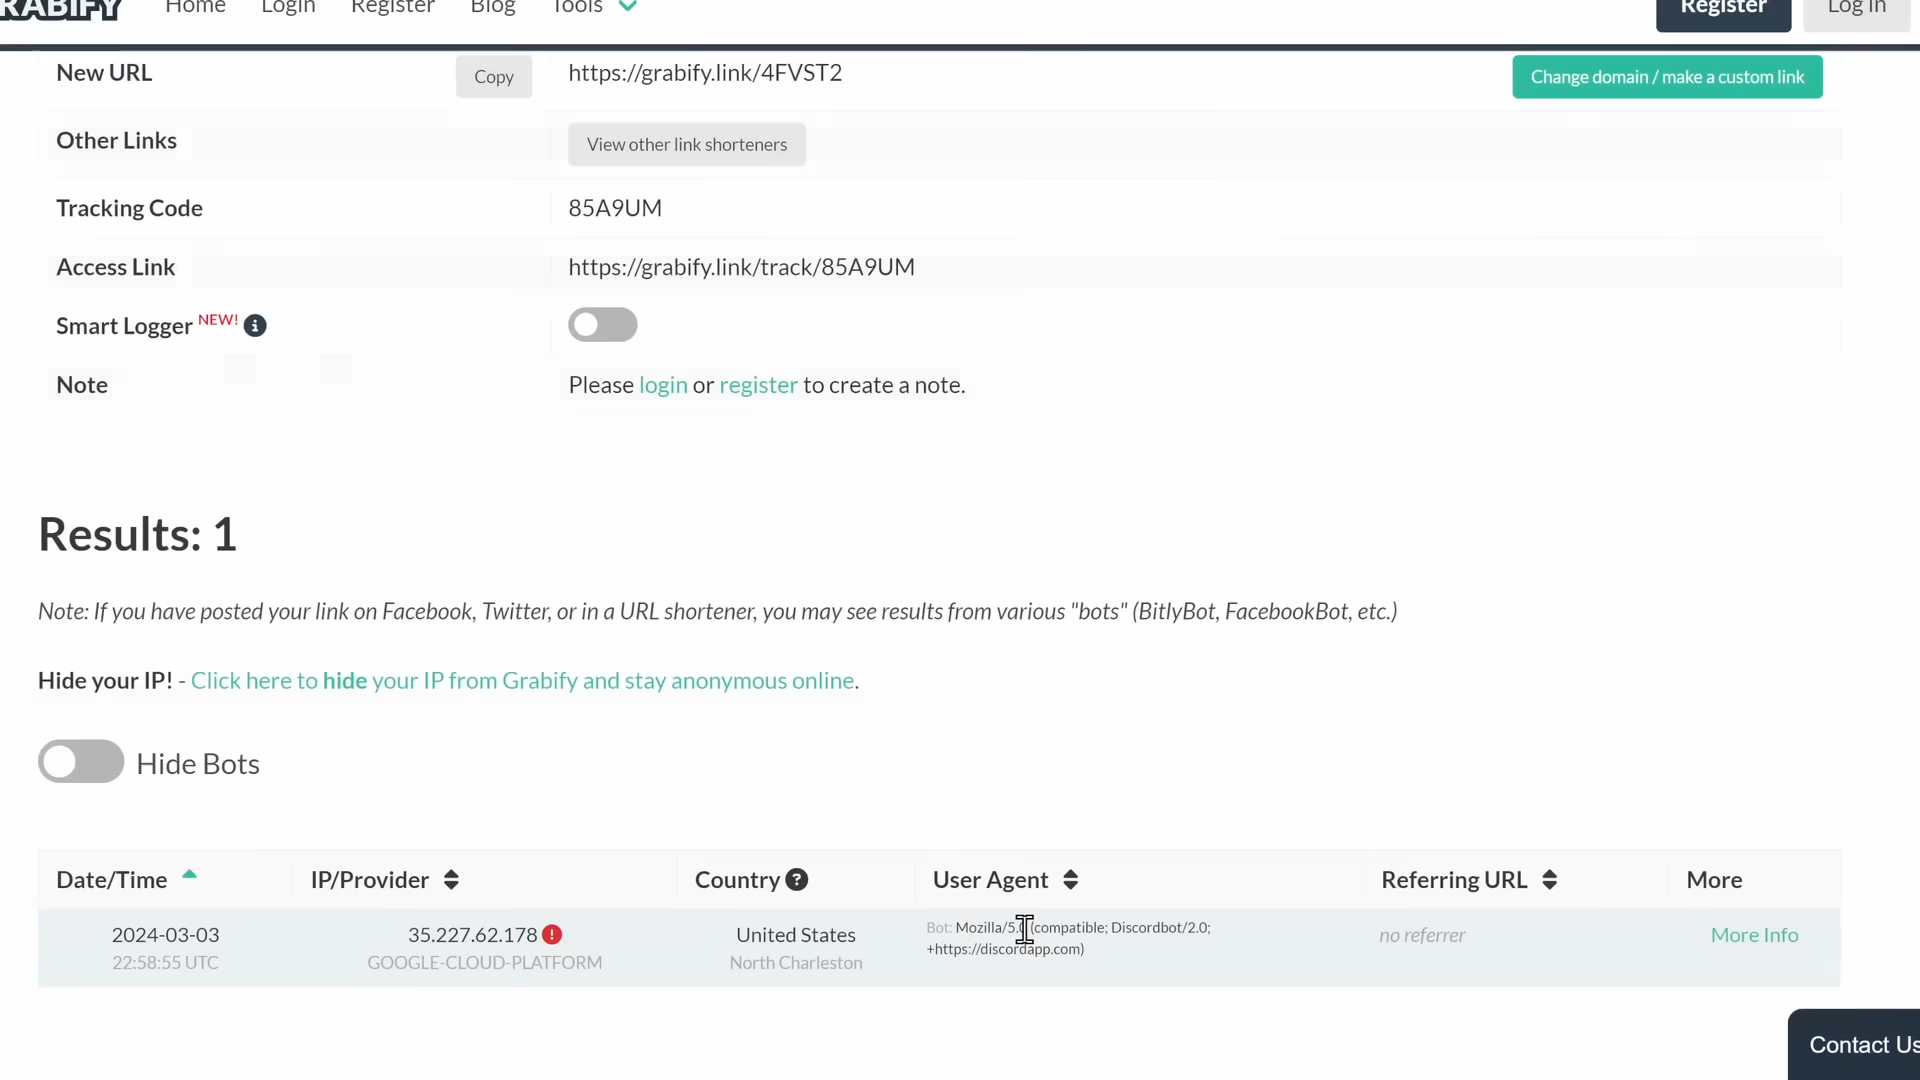 RABIFY Home Login Register Blog Tools Register Log In
New URL Copy https://grabify.link/4FVST2 Change domain / make a custom link
Other Links View other link shorteners
Tracking Code 85A9UM
Access Link https://grabify.link/track/85A9UM
Smart Logger NEW!
Note Please login or register to create a note.
Results: 1
Note: If you have posted your link on Facebook, Twitter, or in a URL shortener, you may see results from various "bots" (BitlyBot, FacebookBot, etc.)
Hide your IP! - Click here to hide your IP from Grabify and stay anonymous online.
Hide Bots
Date/Time IP/Provider Country User Agent Referring URL More
2024-03-03 35.227.62.178 United States Bot: Mozilla/5.0 (compatible; Discordbot/2.0; no referrer More Info
22:58:55 UTC GOOGLE-CLOUD-PLATFORM North Charleston +https://discordapp.com)
Contact Us